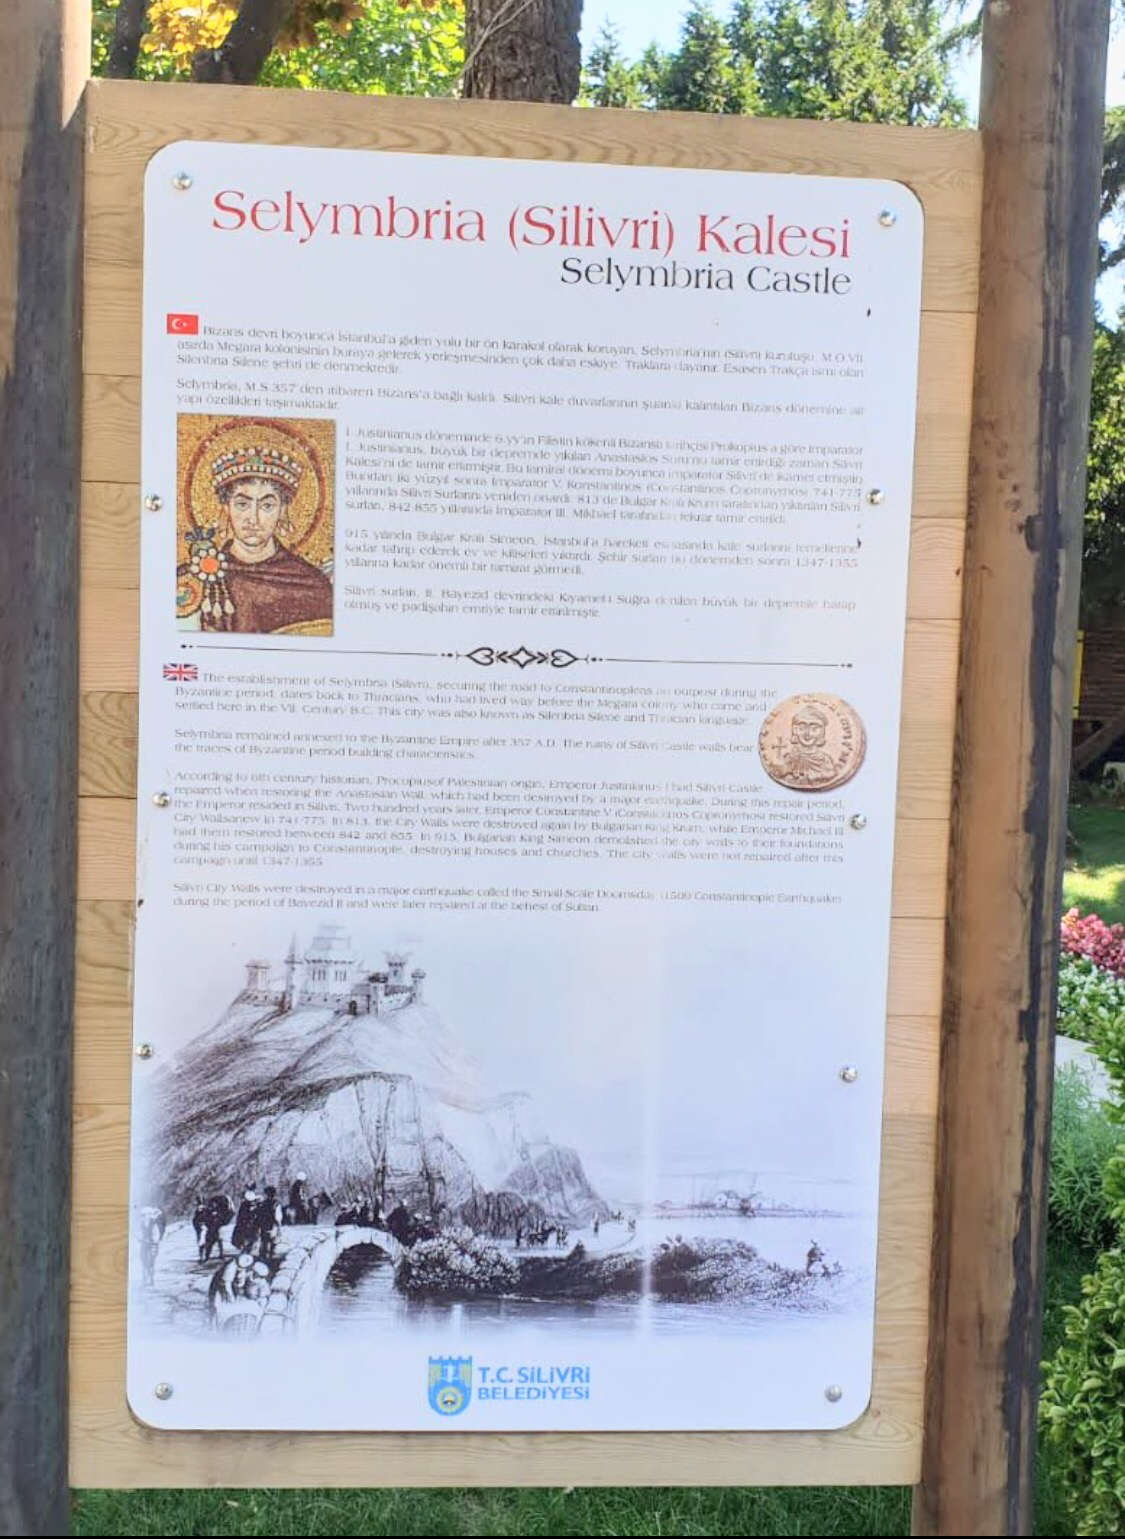 Selymbria (Silivri) Kalesi
Selymbria Castle
Bizans devri boyunca İstanbul'a giden yolu bir ön karakol olarak koruyan, Selymbria'nın (Silivri) kuruluşu, M.Ö.VII.
asırda Megara kolonisinin buraya gelerek yerleşmesinden çok daha eskiye, Traklara dayanır. Esasen Trakça ismi olan
Silenbria Silene şehri de denmektedir.
Selymbria, M.S.357'den itibaren Bizans'a bağlı kaldı. Silivri kale duvarlarının şuanki kalıntıları Bizans dönemine ait
yapı özellikleri taşımaktadır.
I. Justinianus döneminde 6.yy'ın Filistin kökenli Bizanslı tarihçisi Prokopius'a göre İmparator
I. Justinianus, büyük bir depremde yıkılan Anastasios Surunu tamir ettirdiği zaman Silivri
Kalesi'ni de tamir ettirmiştir. Bu tamirat dönemi boyunca imparator Silivri'de ikamet etmiştir.
Bundan iki yüzyıl sonra İmparator V. Konstantinos (Constantinos Copronymos) 741-775
yıllarında Silivri Surlarını yeniden onardı. 813'de Bulgar Kralı Krum tarafından yıktırılan Silivri
surları, 842-855 yıllarında İmparator III. Mikhael tarafından tekrar tamir ettirildi.
915 yılında Bulgar Kralı Simeon, İstanbul'a hareketi esnasında kale surlarını temellerine
kadar tahrip ederek ev ve kiliseleri yıktırdı. Şehir surları bu dönemden sonra 1347-1355
yıllarına kadar önemli bir tamirat görmedi.
Silivri surları, II. Bayezid devrindeki Kıyamet-i Suğra denilen büyük bir depremle harap
olmuş ve padişahın emriyle tamir ettirilmiştir.
The establishment of Selymbria (Silivri), securing the road to Constantinopleas an outpost during the
Byzantine period, dates back to Thracians, who had lived way before the Megara colony who came and
settled here in the VII. Century B.C. This city was also known as Silenbria Silene and Thracian language.
Selymbria remained annexed to the Byzantine Empire after 357 A.D. The ruins of Silivri Castle walls bear
the traces of Byzantine period building characteristics.
According to 6th century historian, Procopiusof Palestinian origin, Emperor Justinianus I had Silivri Castle
repaired when restoring the Anastasian Wall, which had been destroyed by a major earthquake. During this repair period,
the Emperor resided in Silivri. Two hundred years later, Emperor Constantine V (Constantinos Copronymos) restored Silivri
City Wallsanew in 741-775. In 813, the City Walls were destroyed again by Bulgarian King Krum, while Emperor Michael III
had them restored between 842 and 855. In 915, Bulgarian King Simeon demolished the city walls to their foundations
during his campaign to Constantinople, destroying houses and churches. The city walls were not repaired after this
campaign until 1347-1355.
Silivri City Walls were destroyed in a major earthquake called the Small-Scale Doomsday (1509 Constantinople Earthquake)
during the period of Bayezid II and were later repaired at the behest of Sultan.
T.C. SİLİVRİ
BELEDİYESİ